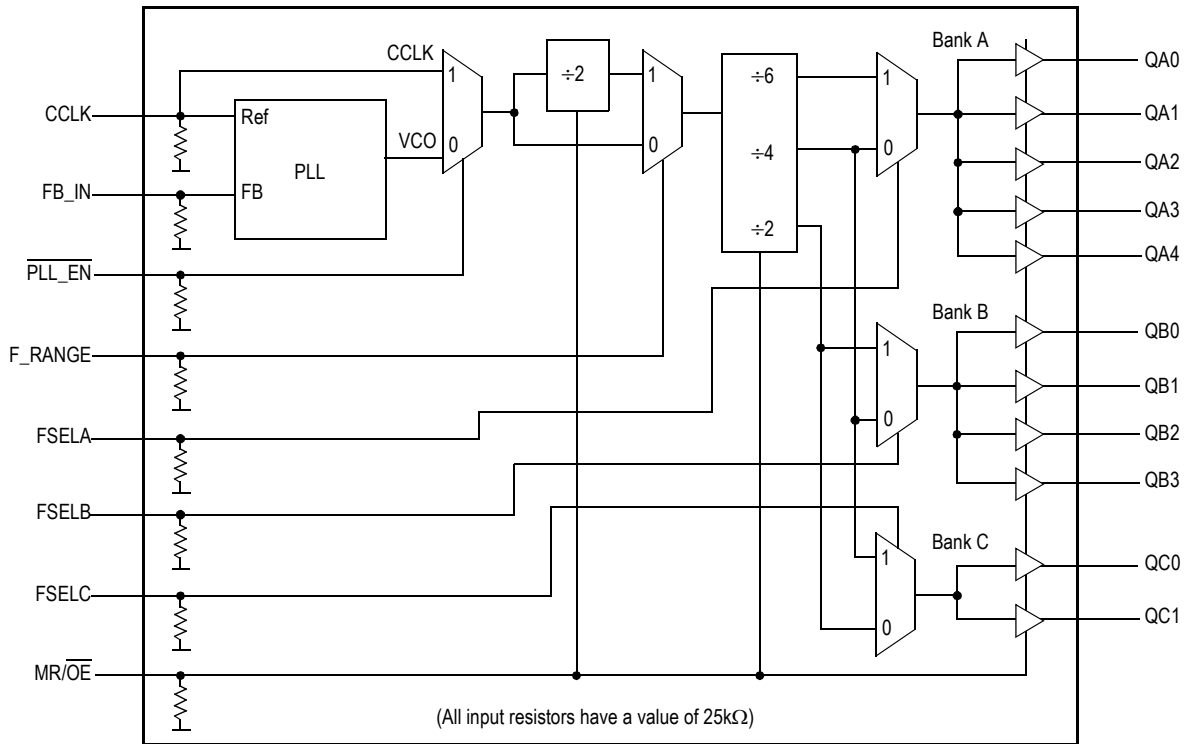 CCLK
FB_IN
PLL_EN
F_RANGE
FSELA
FSELB
FSELC
MR/OE
Ref
FB
PLL
CCLK
VCO
1
0
÷2
1
0
÷6
÷4
÷2
1
0
Bank A
QA0
QA1
QA2
QA3
QA4
1
0
Bank B
QB0
QB1
QB2
QB3
1
0
Bank C
QC0
QC1
(All input resistors have a value of 25kΩ)